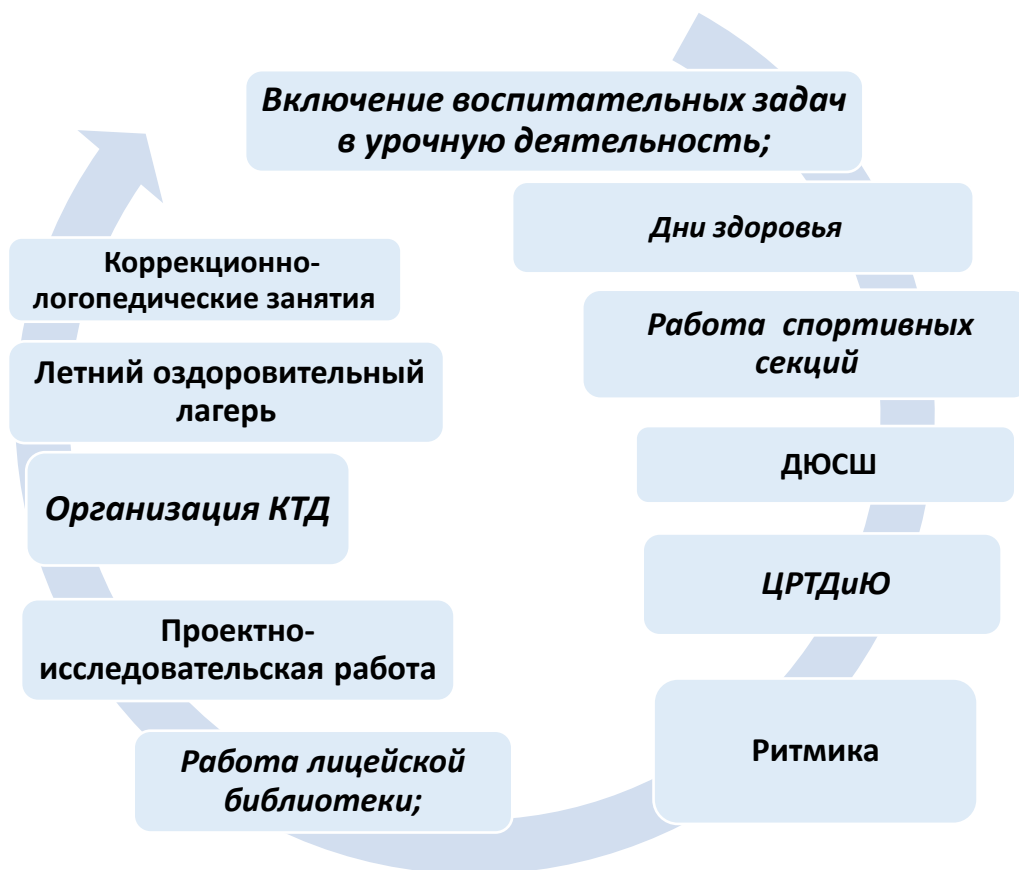 Включение воспитательных задач
в урочную деятельность;
Дни здоровья
Работа спортивных
секций
ДЮСШ
ЦРТДиЮ
Ритмика
Работа лицейской
библиотеки;
Проектно-
исследовательская работа
Организация КТД
Летний оздоровительный
лагерь
Коррекционно-
логопедические занятия